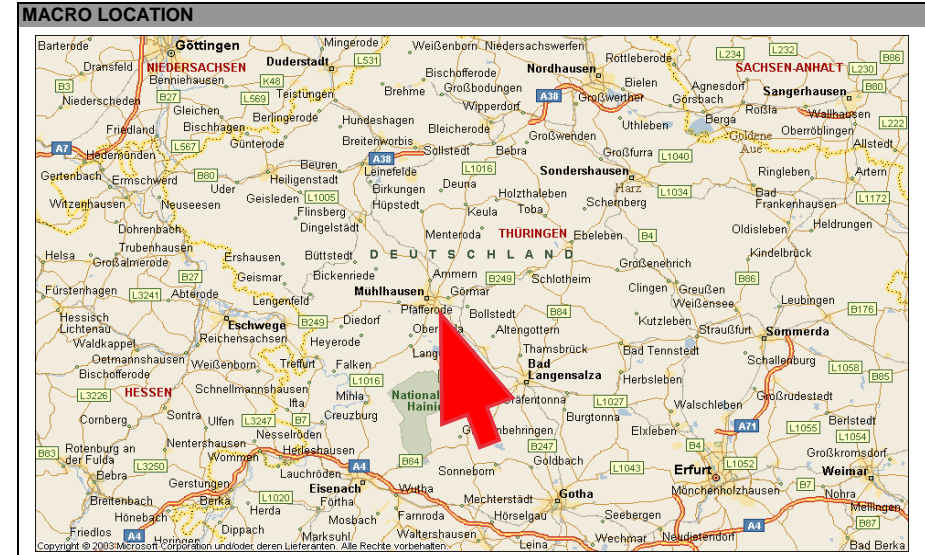 MACRO LOCATION
Barterode Göttingen Mingerode Weißenborn Niedersachswerfen Rottleberode L234 L232 B86
Dransfeld NIEDERSACHSEN Duderstadt L531 Nordhausen SACHSEN-ANHALT L230
Benniehausen K48 Bischofferode Bielen Agnesdorf Sangerhausen B80
B3 Niederscheden B27 L569 Teistungen Brehme Großbodungen A38 Großwerther Görsbach Roßla Wallhausen
Gleichen Berlingerode Hundeshagen Wipperdorf Uthleben Berga L222
Friedland Bischhagen Bleicherode Großwenden Goldene Aue Oberröblingen
A7 Hedemünden L567 Günterode Breitenworbis Sollstedt Bebra Großfurra L1040 Allstedt
Gertenbach Ermschwerd B80 Beuren A38 Leinefelde L1016 Sondershausen Ringleben Artern
Uder Heiligenstadt Birkungen Deuna Holzthaleben Harz L1034 Bad Frankenhausen L1172
Witzenhausen Neuseesen Geisleden L1005 Hüpstedt Keula Toba Schernberg
Flinsberg
Dohrenbach Dingelstädt Menteroda THÜRINGEN Ebeleben B4 Oldisleben Heldrungen
Trubenhausen
Helsa Großalmerode Ershausen Büttstedt DEUTSCHLAND Großenehrich Kindelbrück
B27 Geismar Bickenriede Ammern B249 Schlotheim Clingen Greußen B86
Fürstenhagen L3241 Abterode Lengenfeld Mühlhausen Görmar Weißensee Leubingen
Hessisch Lichtenau Eschwege B249 Diedorf Pfafferode Bollstedt B84 Kutzleben B176
Waldkappel Reichensachsen Heyerode Altengottern Straußfurt Sömmerda
Oetmannshausen Weißenborn Treffurt Falken Thamsbrück Bad Tennstedt Schallenburg L1058
Bischofferode L1016 Bad Langensalza Herbsleben B85
L3226 HESSEN Schnellmannshausen Mihla L1027 Walschleben Großrudestedt
Ifta
Cornberg Sontra Ulfen L3247 B7 Creuzburg Burgtonna Elxleben A71 L1055 Berlstedt
B83 Rotenburg an der Fulda Nentershausen Nesselröden B247 B4 L1054
Bebra L3250 Wommen Herleshausen A4 B84 Sonneborn Goldbach L1043 Erfurt L1052 Großkromsdorf
Gerstungen Lauchröden Eisenach Wutha Mechterstädt Gotha Mönchenholzhausen B7 Weimar
Breitenbach Berka L1020 Förtha Nohra
Hönebach Herda Mosbach Farnroda Hörselgau Seebergen Mellingen
Friedlos A4 Heringen Dippach Marksuhl Waltershausen Leina Wechmar Neudietendorf A4 B87 Bad Berka
Copyright © 2003 Microsoft Corporation und/oder deren Lieferanten. Alle Rechte vorbehalten.